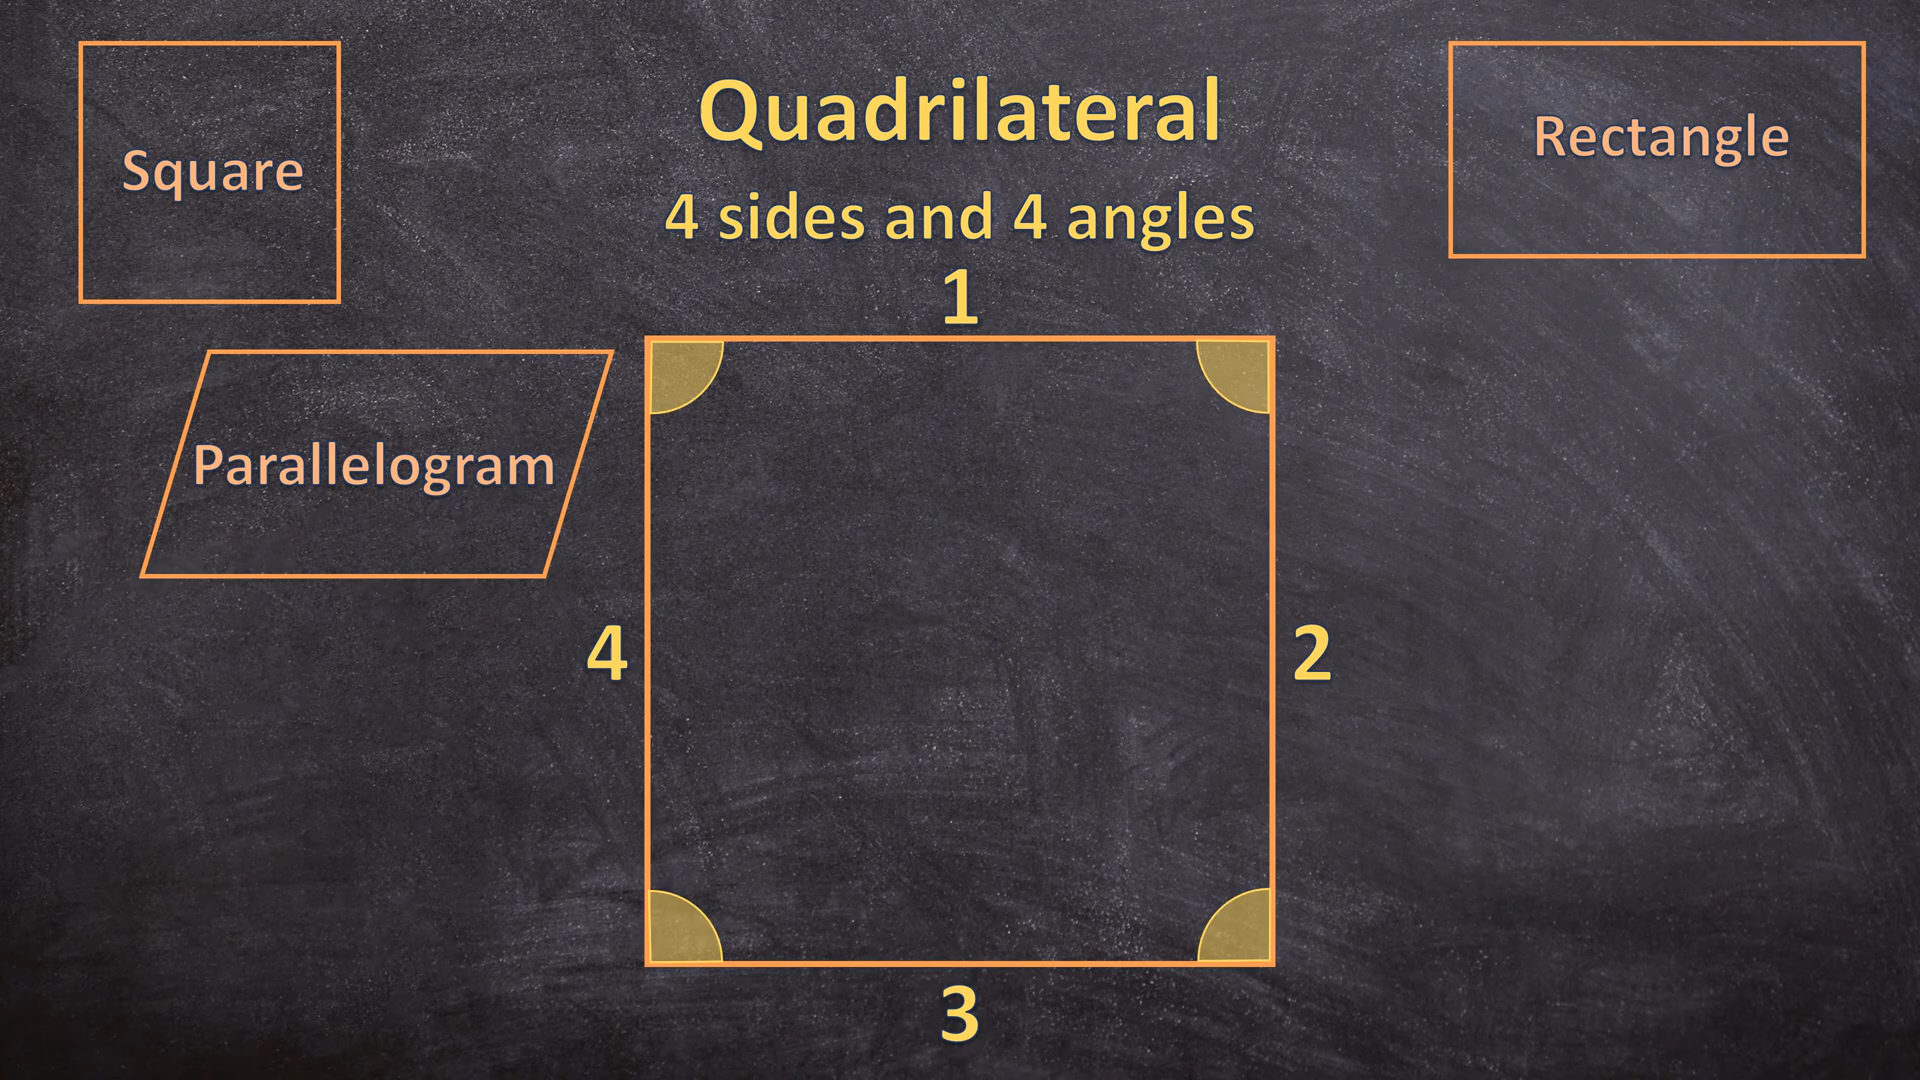 Square
Quadrilateral
4 sides and 4 angles
Rectangle
1
Parallelogram
4
2
3